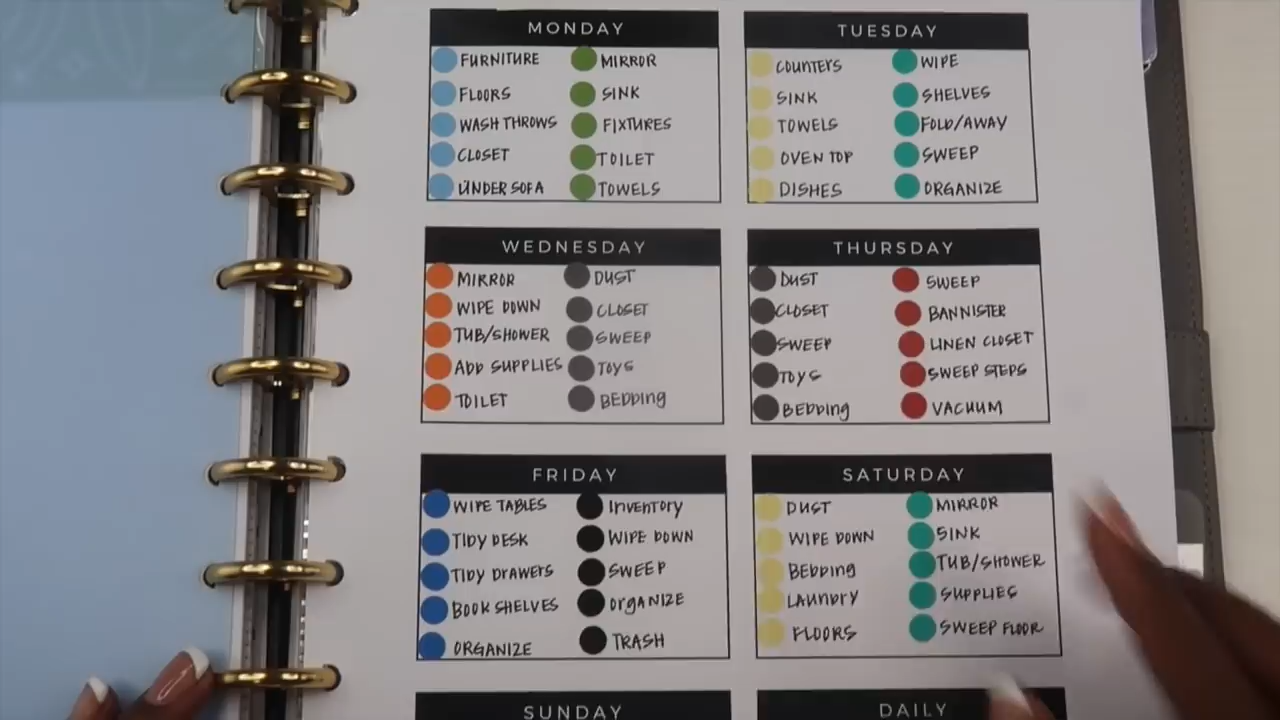 MONDAY
FURNITURE
FLOORS
WASH THROWS
CLOSET
UNDER SOFA
MIRROR
SINK
FIXTURES
TOILET
TOWELS
TUESDAY
COUNTERS
SINK
TOWELS
OVEN TOP
DISHES
WIPE
SHELVES
FOLD/AWAY
SWEEP
ORGANIZE
WEDNESDAY
MIRROR
WIPE DOWN
TUB/SHOWER
ADD SUPPLIES
TOILET
DUST
CLOSET
SWEEP
TOYS
BEDDING
THURSDAY
DUST
CLOSET
SWEEP
TOYS
BEDDING
SWEEP
BANNISTER
LINEN CLOSET
SWEEP STEPS
VACUUM
FRIDAY
WIPE TABLES
TIDY DESK
TIDY DRAWERS
BOOK SHELVES
ORGANIZE
INVENTORY
WIPE DOWN
SWEEP
ORGANIZE
TRASH
SATURDAY
DUST
WIPE DOWN
BEDDING
LAUNDRY
FLOORS
MIRROR
SINK
TUB/SHOWER
SUPPLIES
SWEEP FLOOR
SUNDAY
DAILY